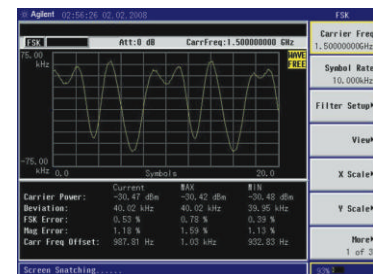 Agilent 02:56:26 02.02.2008 FSK
FSK Att:0 dB CarrFreq:1.500000000 GHz
75.00
kHz
WAVE
FREE
-75.00
kHz 0.0 Symbols 20.0
Current MAX MIN
Carrier Power: -30.47 dBm -30.42 dBm -30.48 dBm
Deviation: 40.02 kHz 40.02 kHz 39.95 kHz
FSK Error: 0.53 % 0.78 % 0.39 %
Mag Error: 1.18 % 1.59 % 1.13 %
Carr Freq Offset: 987.81 Hz 1.03 kHz 932.83 Hz
Screen Snatching......
Carrier Freq
1.50000000GHz
Symbol Rate
10.000kHz
Filter Setup
View
X Scale
Y Scale
More
1 of 3
93%